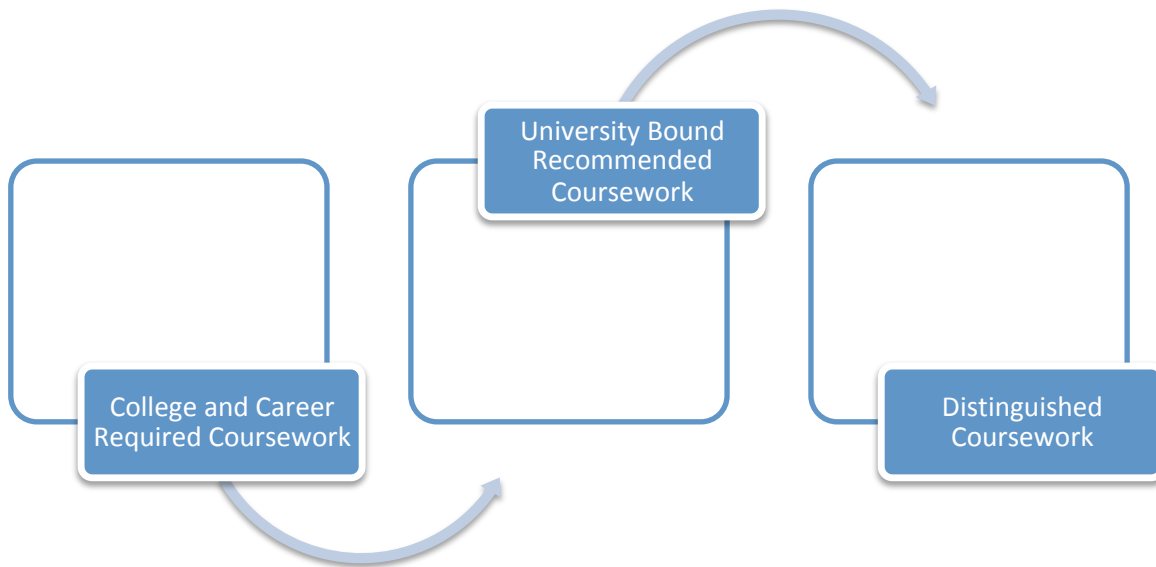 College and Career
Required Coursework
University Bound
Recommended
Coursework
Distinguished
Coursework